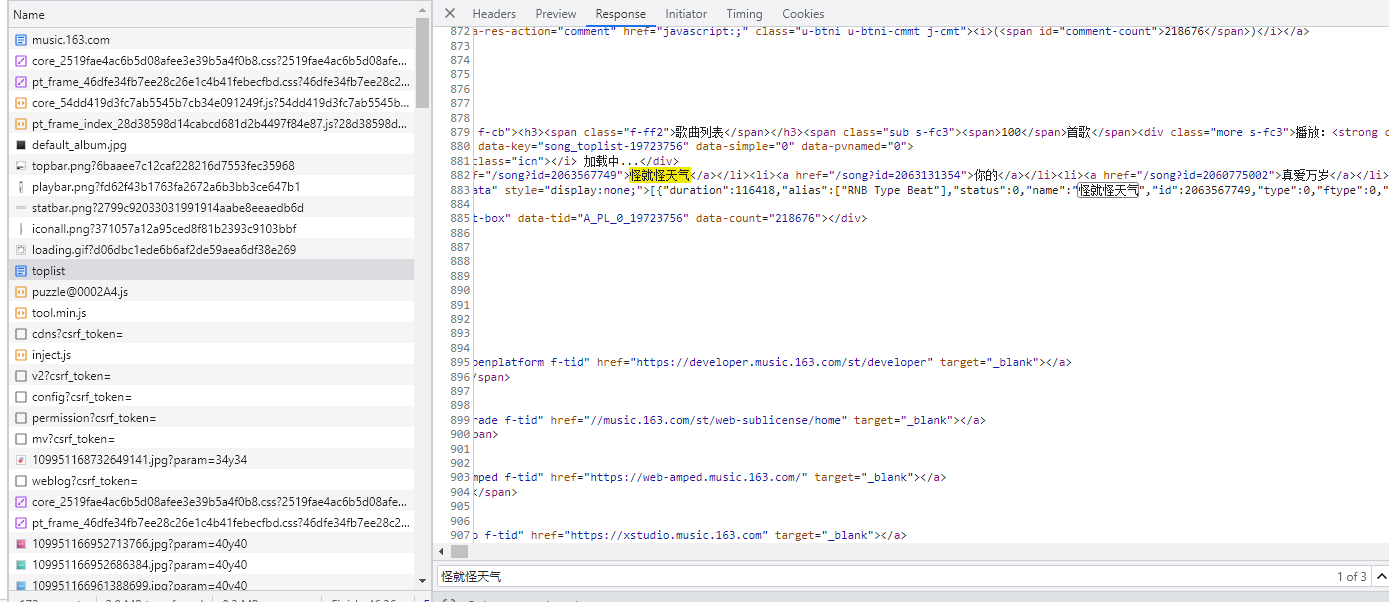 Name
music.163.com
core_2519fae4ac6b5d08afee3e39b5a4f0b8.css?2519fae4ac6b5d08afe...
pt_frame_46dfe34fb7ee28c26e1c4b41febecfbd.css?46dfe34fb7ee28c2...
core_54dd419d3fc7ab5545b7cb34e091249f.js?54dd419d3fc7ab5545b...
pt_frame_index_28d38598d14cabcd681d2b4497f84e87.js?28d38598d...
default_album.jpg
topbar.png?6baaee7c12caf228216d7553fec35968
playbar.png?fd62f43b1763fa2672a6b3bb3ce647b1
statbar.png?2799c92033031991914aabe8eeaedb6d
iconall.png?371057a12a95ced8f81b2393c9103bbf
loading.gif?d06dbc1ede6b6af2de59aea6df38e269
toplist
puzzle@0002A4.js
tool.min.js
cdns?csrf_token=
inject.js
v2?csrf_token=
config?csrf_token=
permission?csrf_token=
mv?csrf_token=
109951168732649141.jpg?param=34y34
weblog?csrf_token=
core_2519fae4ac6b5d08afee3e39b5a4f0b8.css?2519fae4ac6b5d08afe...
pt_frame_46dfe34fb7ee28c26e1c4b41febecfbd.css?46dfe34fb7ee28c2...
109951166952713766.jpg?param=40y40
109951166952686384.jpg?param=40y40
109951166961388699.jpg?param=40y40
Headers Preview Response Initiator Timing Cookies
872 a-res-action="comment" href="javascript:;" class="u-btni u-btni-cmmt j-cmt"><i>(<span id="comment-count">218676</span>)</i></a>
873
874
875
876
877
878
879 f-cb"><h3><span class="f-ff2">歌曲列表</span></h3><span class="sub s-fc3"><span>100</span>首歌</span><div class="more s-fc3">播放: <strong c
880 data-key="song_toplist-19723756" data-simple="0" data-pvnamed="0">
881 class="icn"></i> 加载中...</div>
882 f="/song?id=2063567749">怪就怪天气</a></li><li><a href="/song?id=2063131354">你的</a></li><li><a href="/song?id=2060775002">真爱万岁</a></li>
883 ata" style="display:none;">[{"duration":116418,"alias":["RNB Type Beat"],"status":0,"name":"怪就怪天气","id":2063567749,"type":0,"ftype":0,"
884
885 t-box" data-tid="A_PL_0_19723756" data-count="218676"></div>
886
887
888
889
890
891
892
893
894
895 penplatform f-tid" href="https://developer.music.163.com/st/developer" target="_blank"></a>
896 /span>
897
898
899 rade f-tid" href="//music.163.com/st/web-sublicense/home" target="_blank"></a>
900 pan>
901
902
903 mped f-tid" href="https://web-amped.music.163.com/" target="_blank"></a>
904 </span>
905
906
907 o f-tid" href="https://xstudio.music.163.com" target="_blank"></a>
怪就怪天气 1 of 3